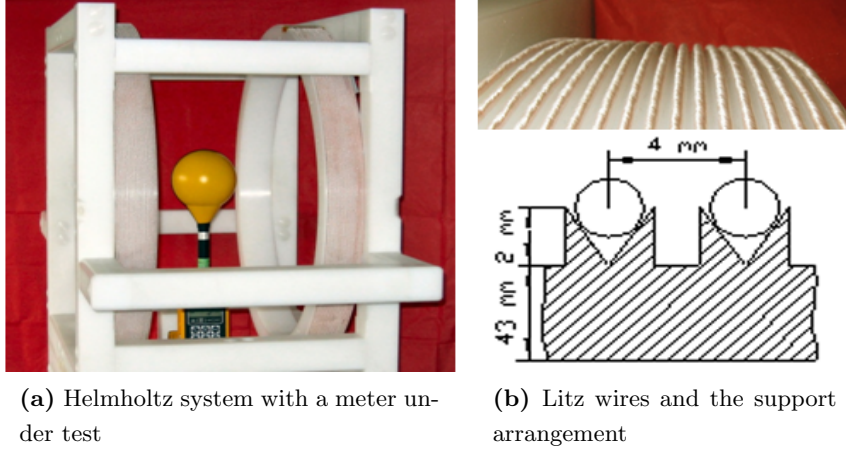 4 mm
2 mm
43 mm
(a) Helmholtz system with a meter un-
der test
(b) Litz wires and the support
arrangement